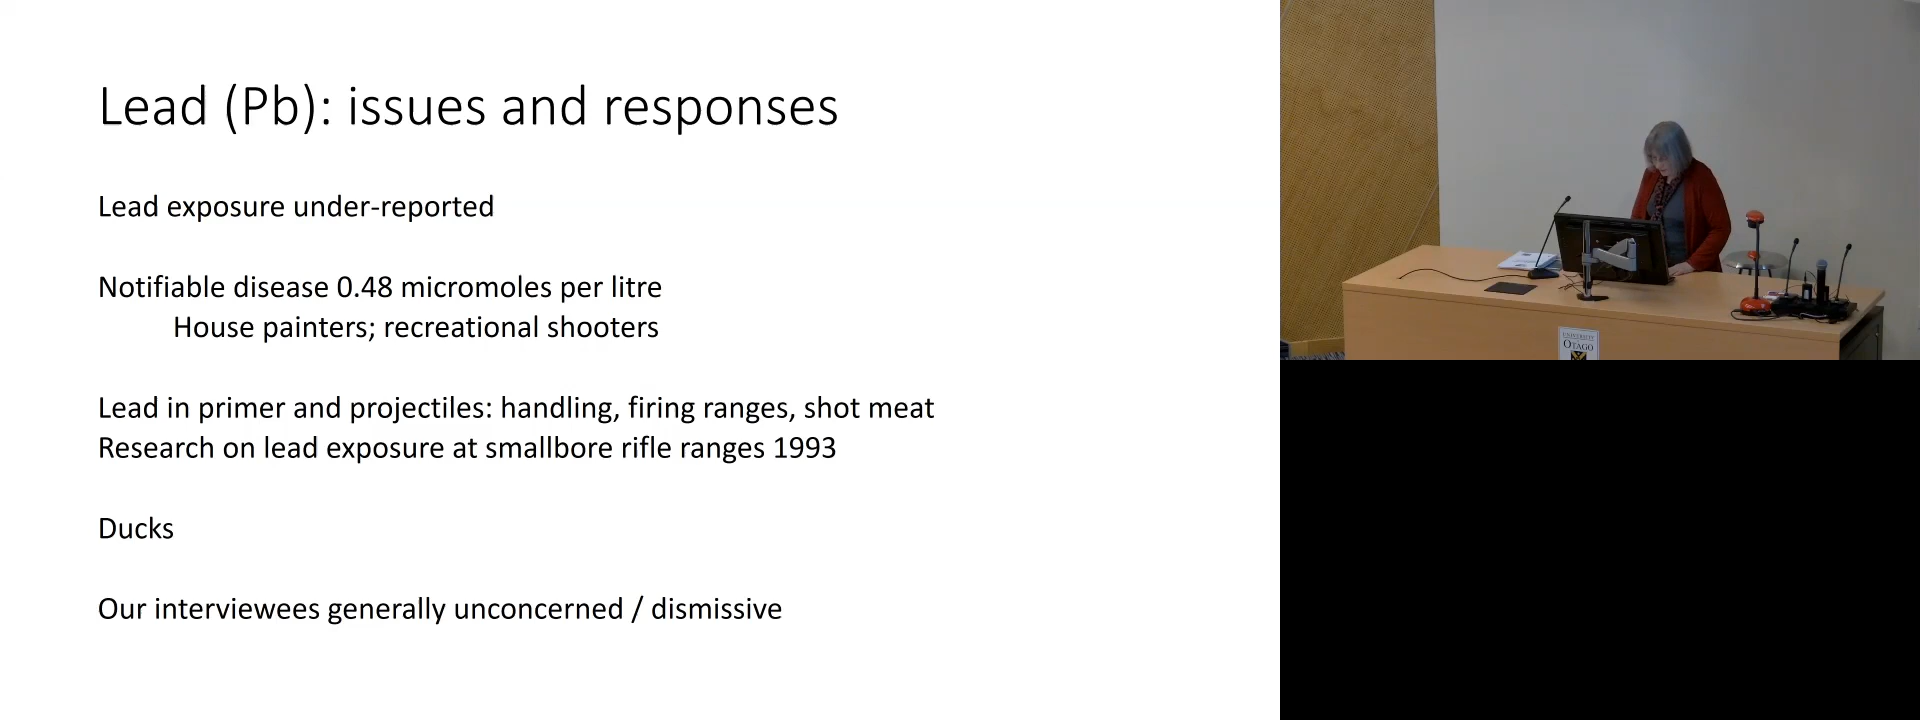 Lead (Pb): issues and responses
Lead exposure under-reported
Notifiable disease 0.48 micromoles per litre
House painters; recreational shooters
Lead in primer and projectiles: handling, firing ranges, shot meat
Research on lead exposure at smallbore rifle ranges 1993
Ducks
Our interviewees generally unconcerned / dismissive
UNIVERSITY
OTAGO